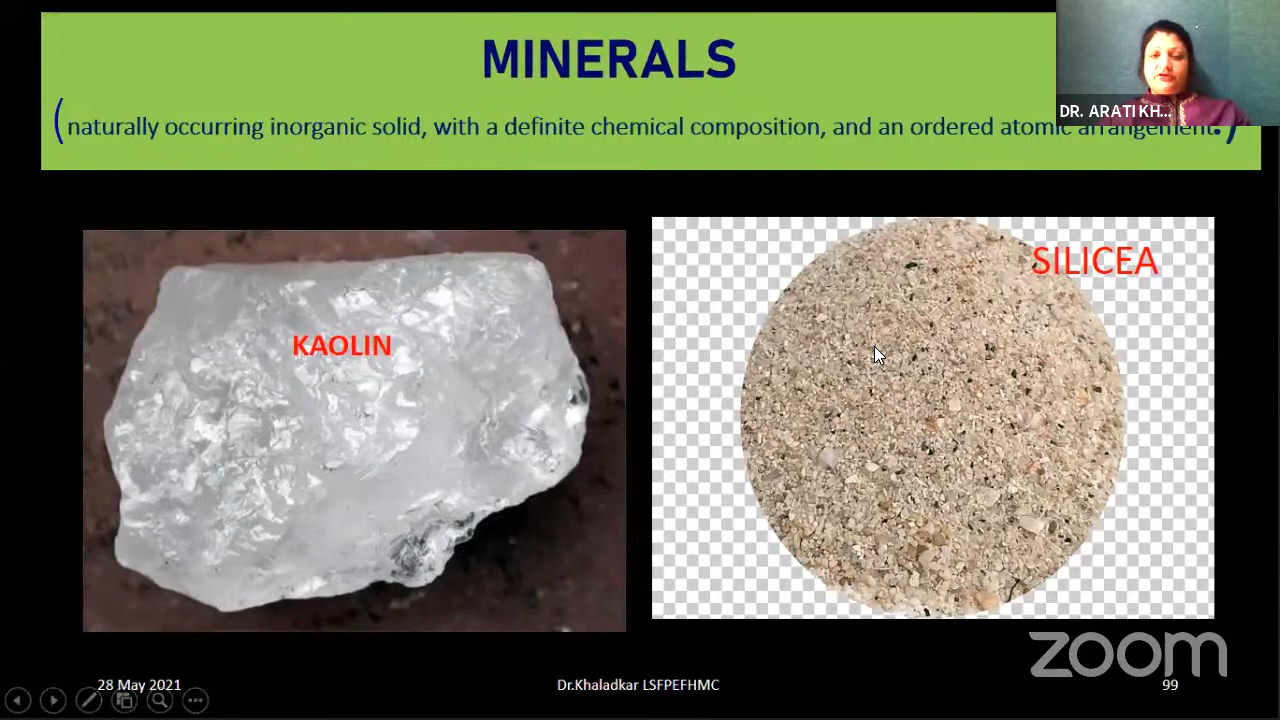 MINERALS
(naturally occurring inorganic solid, with a definite chemical composition, and an ordered atomic arrangement.)
DR. ARATI KH...
KAOLIN
SILICEA
zoom
28 May 2021
Dr.Khaladkar LSFPEFHMC
99